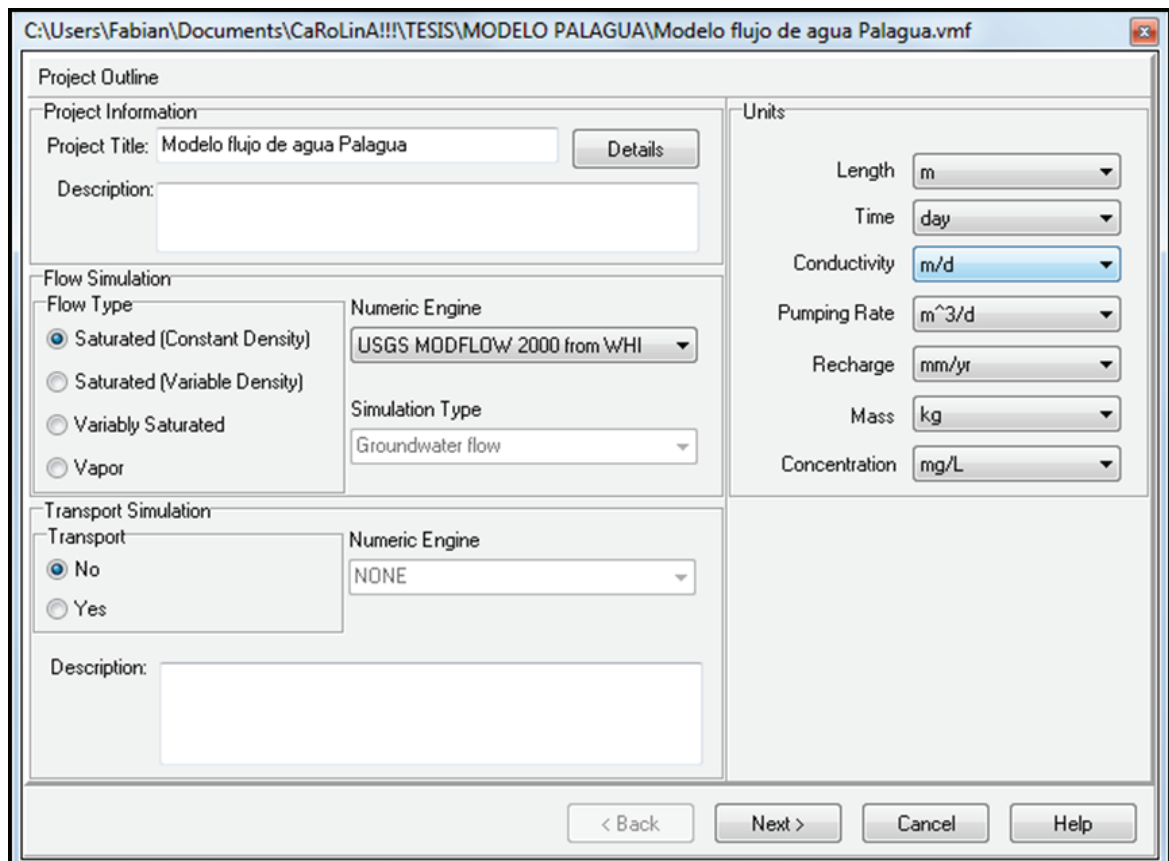 C:\Users\Fabian\Documents\CaRoLinA!!!\TESIS\MODELO PALAGUA\Modelo flujo de agua Palagua.vmf
Project Outline
Project Information
Project Title: Modelo flujo de agua Palagua
Details
Description:
Flow Simulation
Flow Type
Saturated (Constant Density)
Saturated (Variable Density)
Variably Saturated
Vapor
Numeric Engine
USGS MODFLOW 2000 from WHI
Simulation Type
Groundwater flow
Transport Simulation
Transport
No
Yes
Numeric Engine
NONE
Description:
Units
Length m
Time day
Conductivity m/d
Pumping Rate m^3/d
Recharge mm/yr
Mass kg
Concentration mg/L
< Back Next > Cancel Help